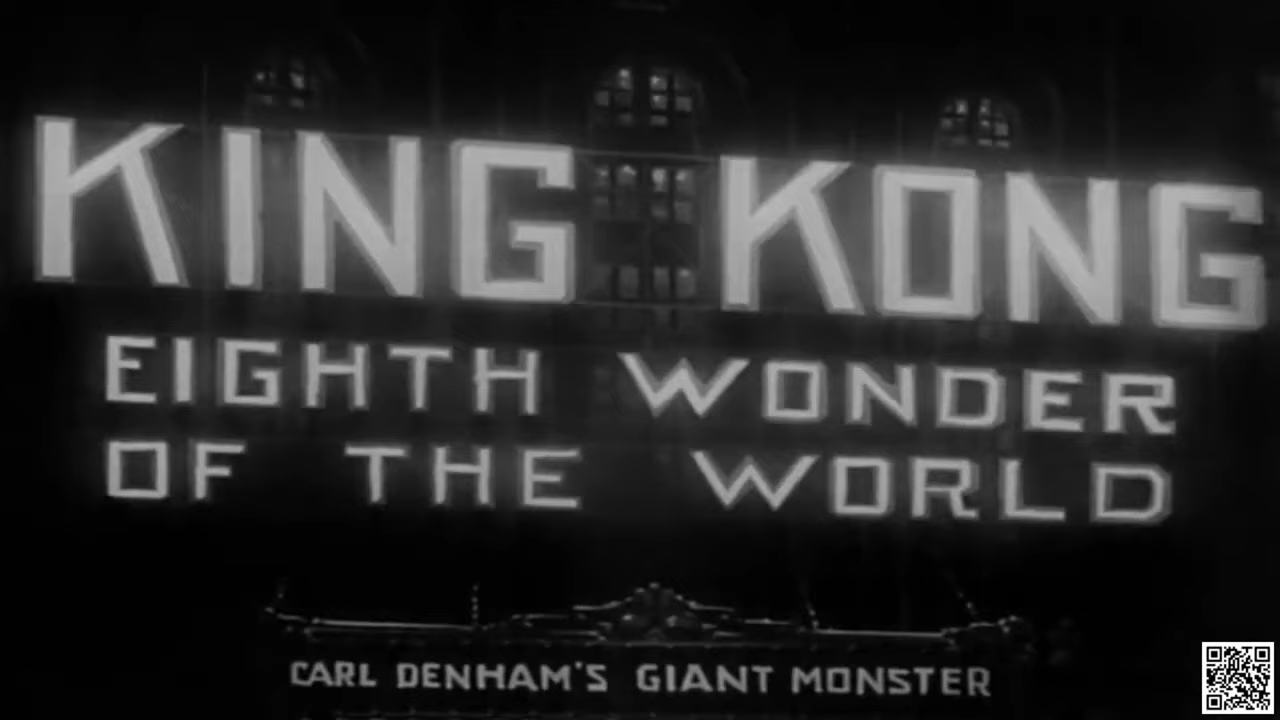 KING KONG
EIGHTH WONDER
OF THE WORLD
CARL DENHAM'S GIANT MONSTER